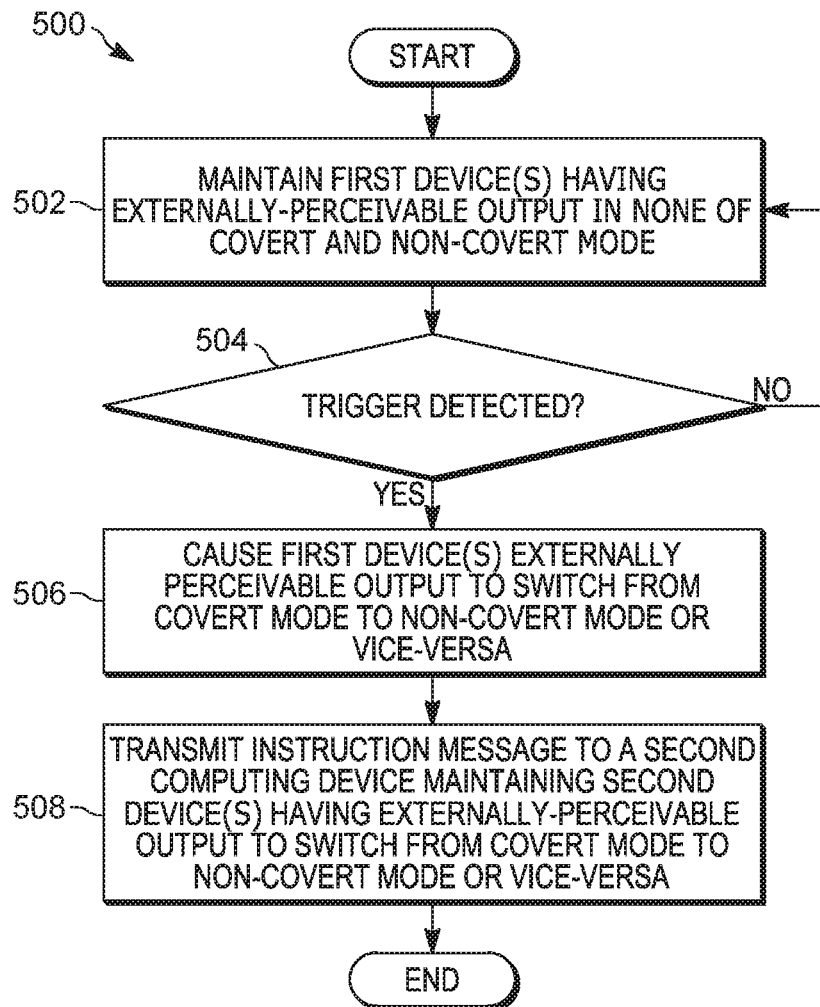 500
START
502
MAINTAIN FIRST DEVICE(S) HAVING
EXTERNALLY-PERCEIVABLE OUTPUT IN NONE OF
COVERT AND NON-COVERT MODE
504
TRIGGER DETECTED?
NO
YES
506
CAUSE FIRST DEVICE(S) EXTERNALLY
PERCEIVABLE OUTPUT TO SWITCH FROM
COVERT MODE TO NON-COVERT MODE OR
VICE-VERSA
508
TRANSMIT INSTRUCTION MESSAGE TO A SECOND
COMPUTING DEVICE MAINTAINING SECOND
DEVICE(S) HAVING EXTERNALLY-PERCEIVABLE
OUTPUT TO SWITCH FROM COVERT MODE TO
NON-COVERT MODE OR VICE-VERSA
END